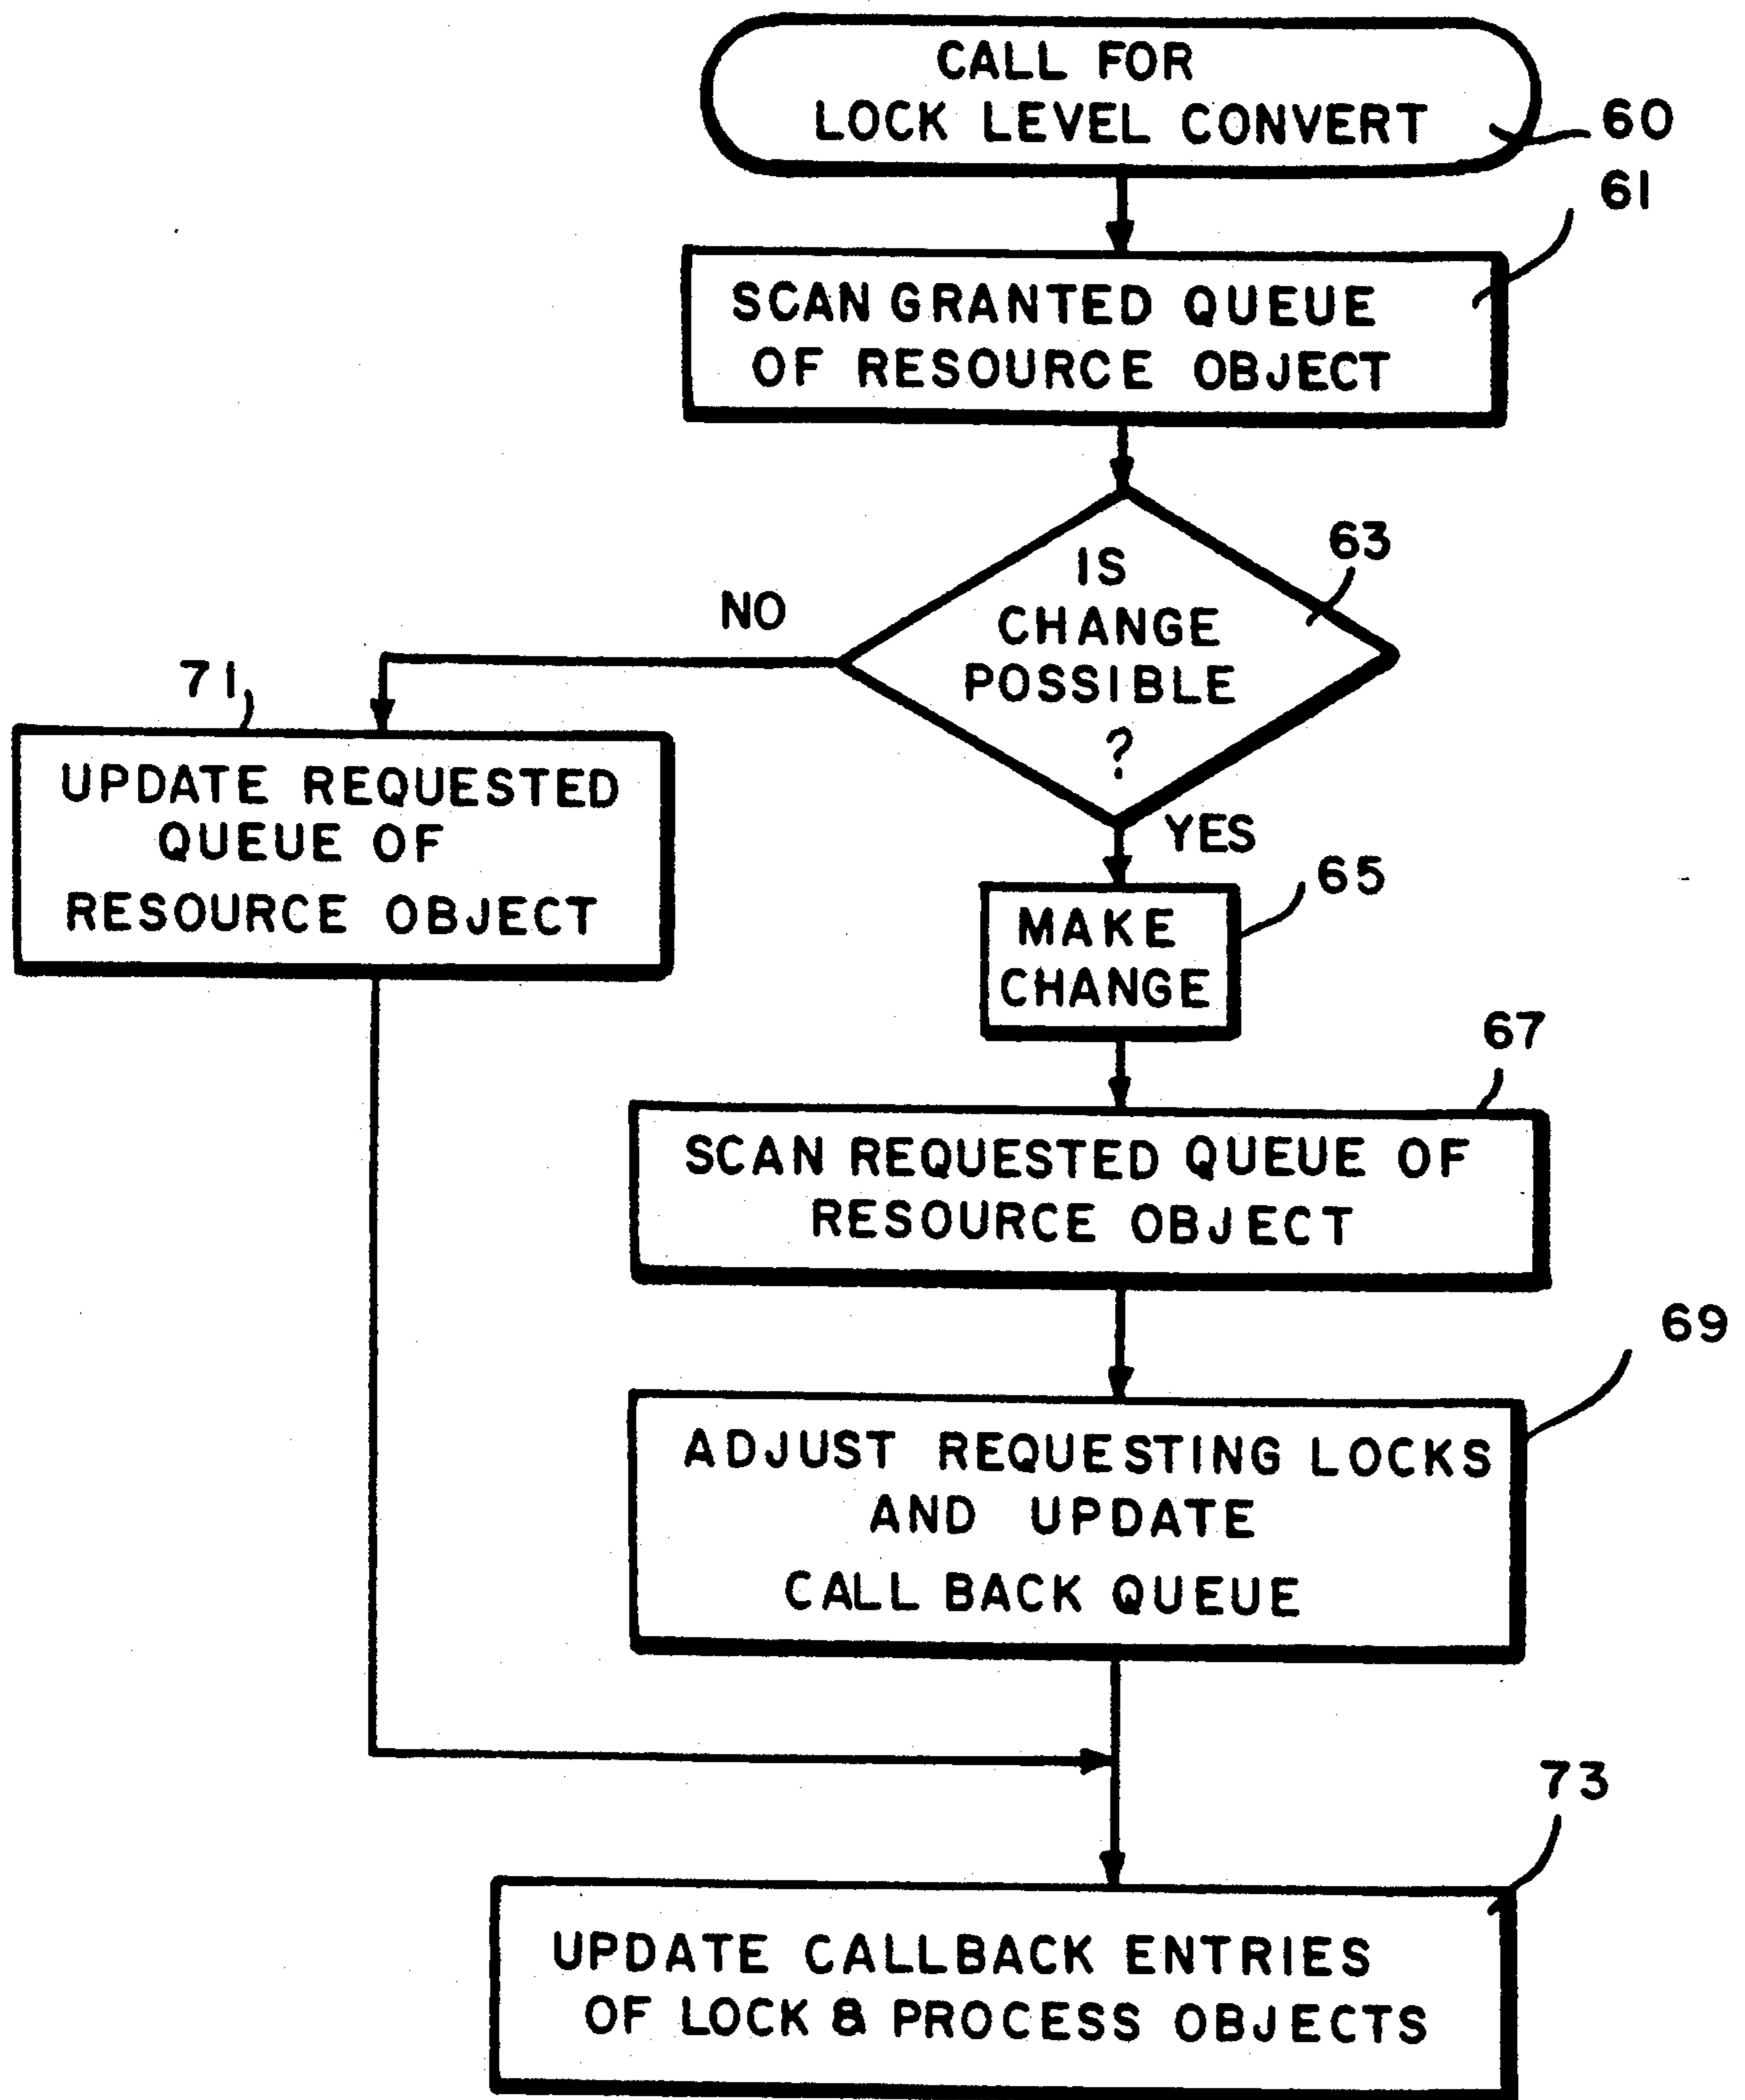 CALL FOR
LOCK LEVEL CONVERT
60
61
SCAN GRANTED QUEUE
OF RESOURCE OBJECT
63
IS
CHANGE
POSSIBLE
?
NO
YES
71
UPDATE REQUESTED
QUEUE OF
RESOURCE OBJECT
65
MAKE
CHANGE
67
SCAN REQUESTED QUEUE OF
RESOURCE OBJECT
69
ADJUST REQUESTING LOCKS
AND UPDATE
CALL BACK QUEUE
73
UPDATE CALLBACK ENTRIES
OF LOCK & PROCESS OBJECTS